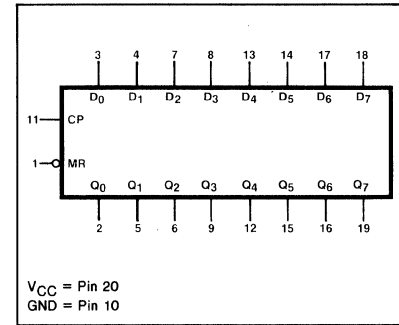 3 4 7 8 13 14 17 18
D0 D1 D2 D3 D4 D5 D6 D7
11 CP
1 MR
Q0 Q1 Q2 Q3 Q4 Q5 Q6 Q7
2 5 6 9 12 15 16 19
VCC = Pin 20
GND = Pin 10